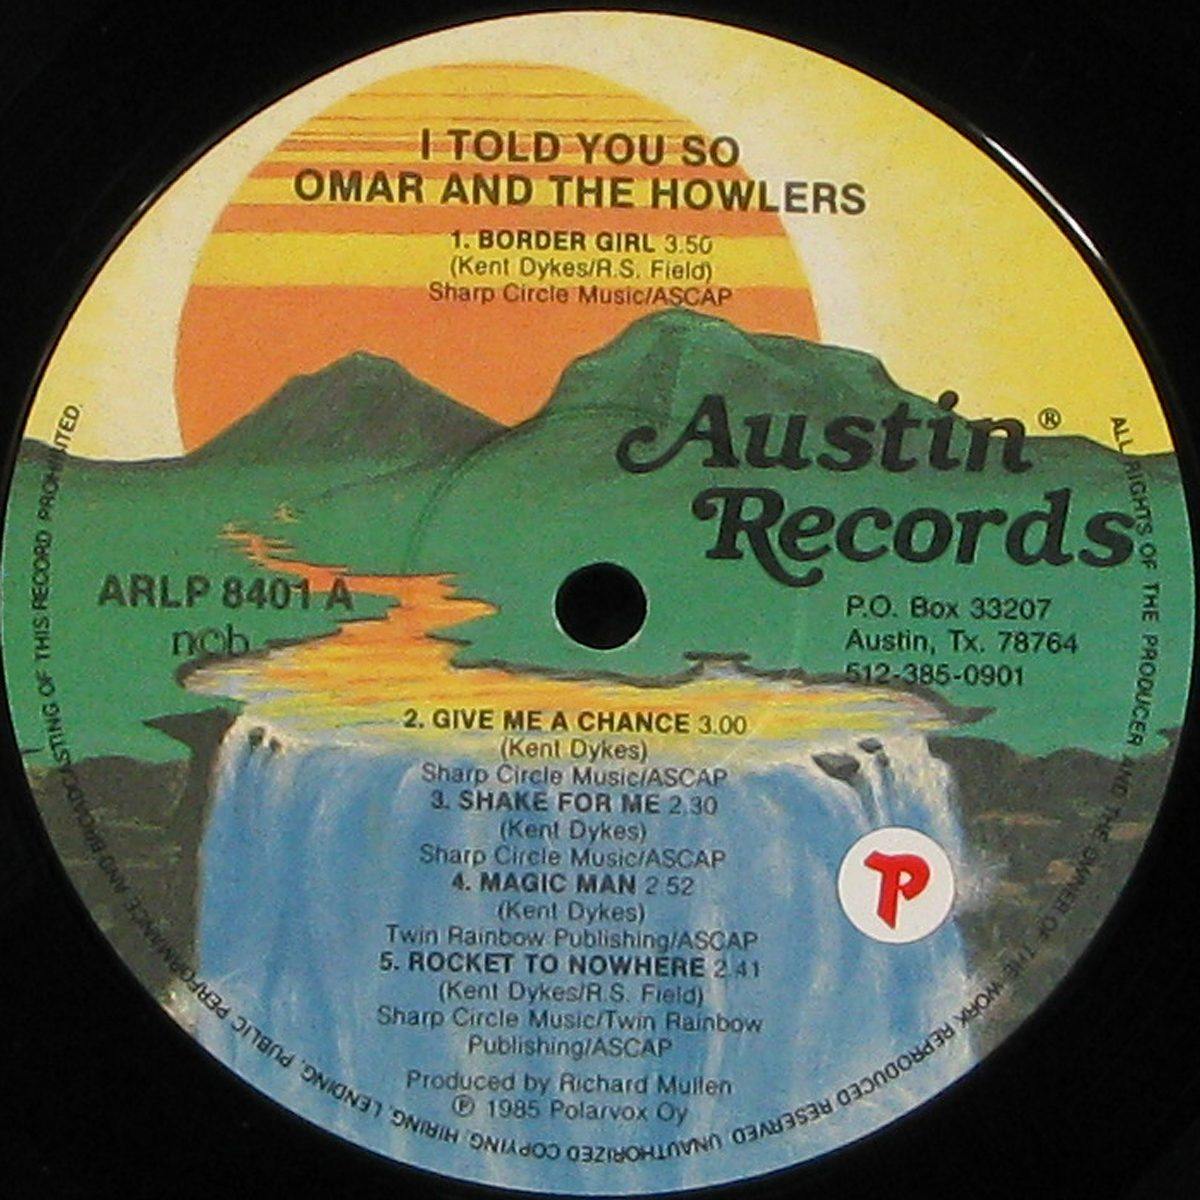 I TOLD YOU SO
OMAR AND THE HOWLERS
1. BORDER GIRL 3.50
(Kent Dykes/R.S. Field)
Sharp Circle Music/ASCAP
Austin®
Records
ARLP 8401 A
ncb
P.O. Box 33207
Austin, Tx. 78764
512-385-0901
2. GIVE ME A CHANCE 3.00
(Kent Dykes)
Sharp Circle Music/ASCAP
3. SHAKE FOR ME 2.30
(Kent Dykes)
Sharp Circle Music/ASCAP
4. MAGIC MAN 2.52
(Kent Dykes)
Twin Rainbow Publishing/ASCAP
5. ROCKET TO NOWHERE 2.41
(Kent Dykes/R.S. Field)
Sharp Circle Music/Twin Rainbow
Publishing/ASCAP
Produced by Richard Mullen
℗ 1985 Polarvox Oy
P
ALL RIGHTS OF THE PRODUCER AND THE OWNER OF THE WORK REPRODUCED RESERVED. UNAUTHORIZED COPYING, HIRING, LENDING, PUBLIC PERFORMANCE AND BROADCASTING OF THIS RECORD PROHIBITED.